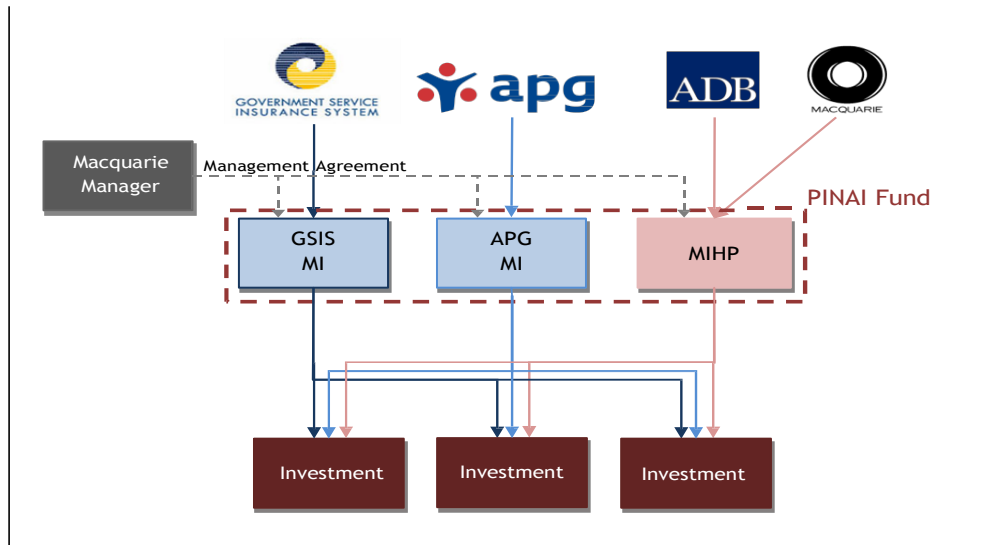 GOVERNMENT SERVICE
INSURANCE SYSTEM
apg
ADB
MACQUARIE
Macquarie
Manager
Management Agreement
PINAI Fund
GSIS
MI
APG
MI
MIHP
Investment
Investment
Investment